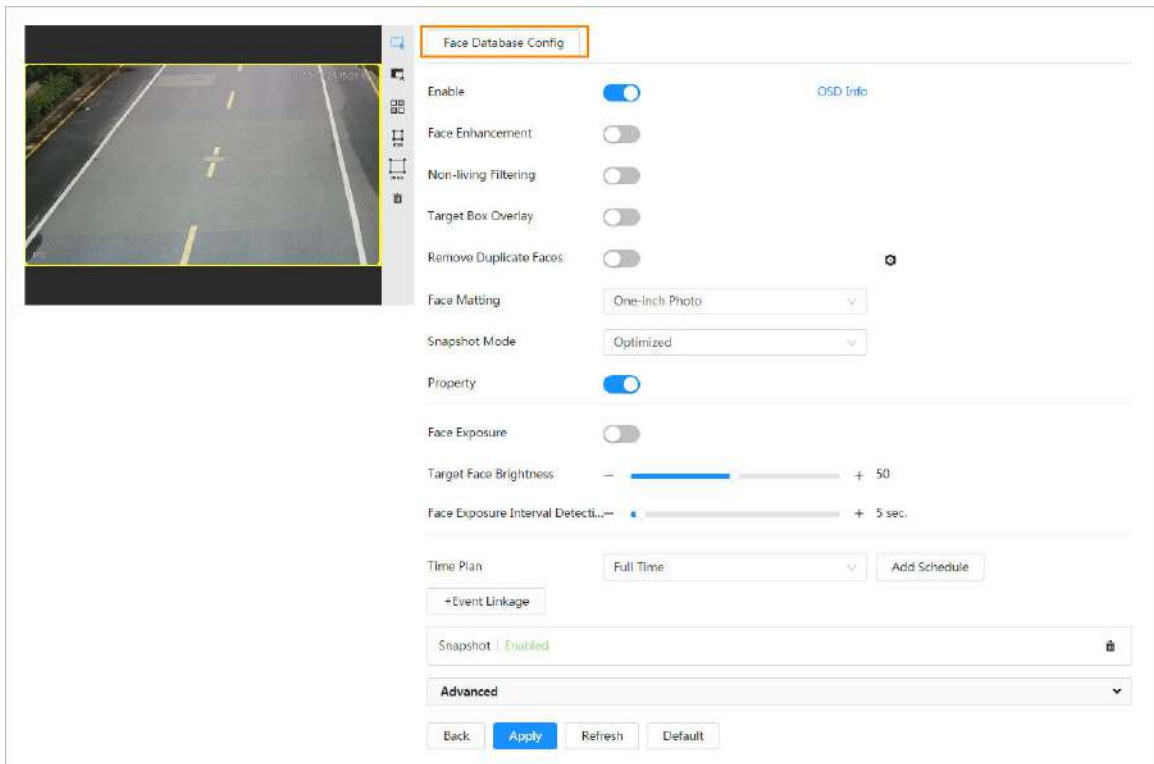 Face Database Config
Enable OSD Info
Face Enhancement
Non-living Filtering
Target Box Overlay
Remove Duplicate Faces
Face Matting One-inch Photo
Snapshot Mode Optimized
Property
Face Exposure
Target Face Brightness − + 50
Face Exposure Interval Detecti...− + 5 sec.
Time Plan Full Time Add Schedule
+Event Linkage
Snapshot | Enabled
Advanced
Back Apply Refresh Default